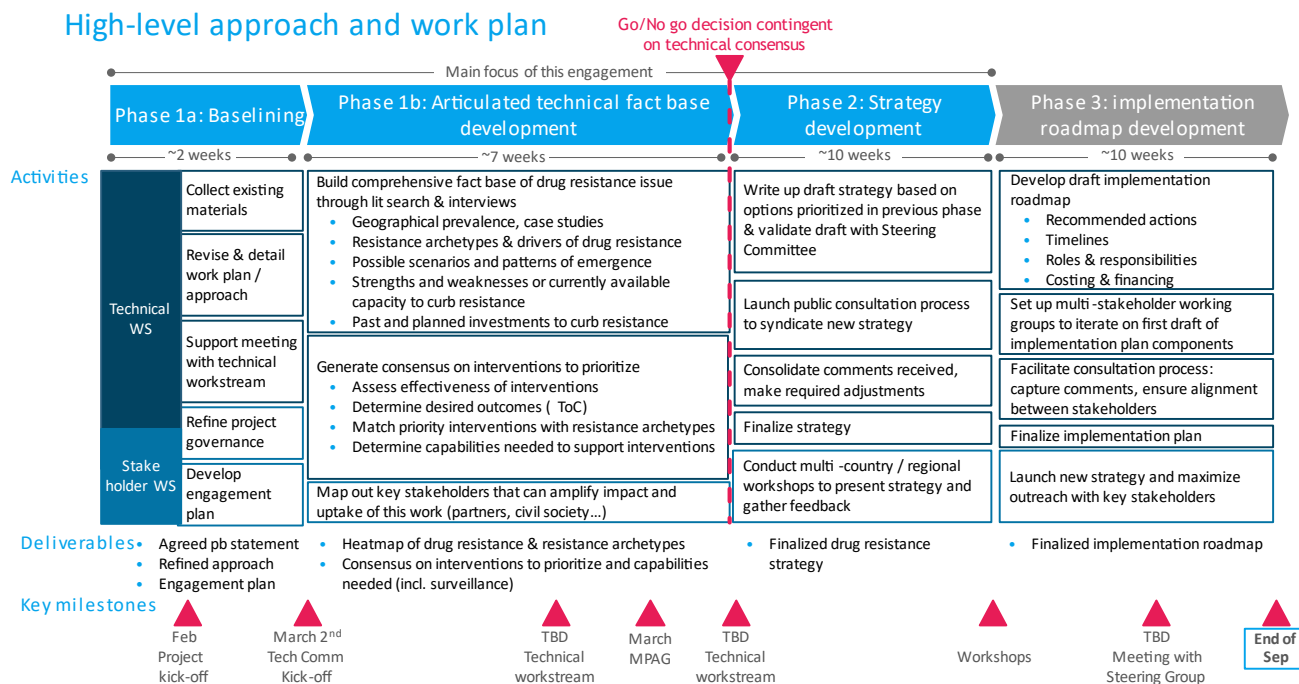 High-level approach and work plan
Go/No go decision contingent
on technical consensus
Main focus of this engagement
Phase 1a: Baselining
Phase 1b: Articulated technical fact base
development
Phase 2: Strategy
development
Phase 3: implementation
roadmap development
~2 weeks
~7 weeks
~10 weeks
~10 weeks
Activities
Technical
WS
Stake
holder WS
Collect existing
materials
Revise & detail
work plan /
approach
Support meeting
with technical
workstream
Refine project
governance
Develop
engagement
plan
Build comprehensive fact base of drug resistance issue
through lit search & interviews
• Geographical prevalence, case studies
• Resistance archetypes & drivers of drug resistance
• Possible scenarios and patterns of emergence
• Strengths and weaknesses or currently available
capacity to curb resistance
• Past and planned investments to curb resistance
Generate consensus on interventions to prioritize
• Assess effectiveness of interventions
• Determine desired outcomes ( ToC)
• Match priority interventions with resistance archetypes
• Determine capabilities needed to support interventions
Map out key stakeholders that can amplify impact and
uptake of this work (partners, civil society…)
Write up draft strategy based on
options prioritized in previous phase
& validate draft with Steering
Committee
Launch public consultation process
to syndicate new strategy
Consolidate comments received,
make required adjustments
Finalize strategy
Conduct multi -country / regional
workshops to present strategy and
gather feedback
Develop draft implementation
roadmap
• Recommended actions
• Timelines
• Roles & responsibilities
• Costing & financing
Set up multi -stakeholder working
groups to iterate on first draft of
implementation plan components
Facilitate consultation process:
capture comments, ensure alignment
between stakeholders
Finalize implementation plan
Launch new strategy and maximize
outreach with key stakeholders
Deliverables
• Agreed pb statement
• Refined approach
• Engagement plan
• Heatmap of drug resistance & resistance archetypes
• Consensus on interventions to prioritize and capabilities
needed (incl. surveillance)
• Finalized drug resistance
strategy
• Finalized implementation roadmap
Key milestones
Feb
Project
kick-off
March 2nd
Tech Comm
Kick-off
TBD
Technical
workstream
March
MPAG
TBD
Technical
workstream
Workshops
TBD
Meeting with
Steering Group
End of
Sep